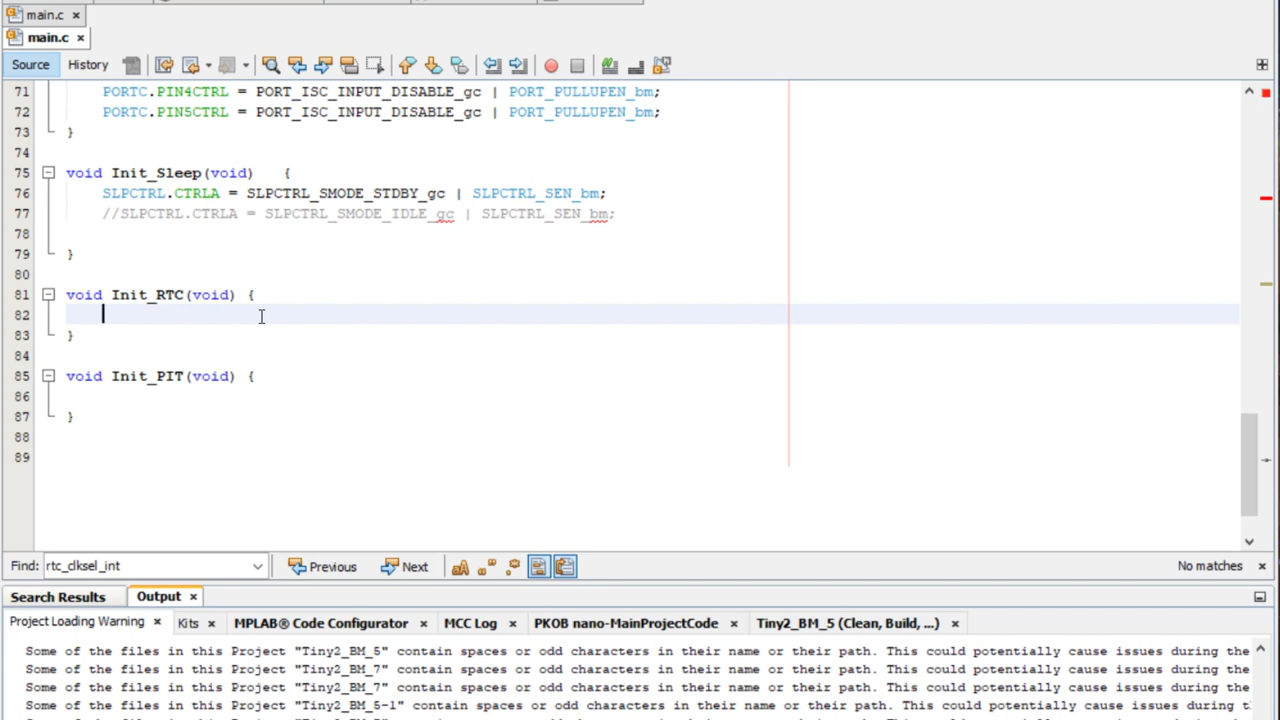 main.c ×
main.c ×
Source History
71 PORTC.PIN4CTRL = PORT_ISC_INPUT_DISABLE_gc | PORT_PULLUPEN_bm;
72 PORTC.PIN5CTRL = PORT_ISC_INPUT_DISABLE_gc | PORT_PULLUPEN_bm;
73 }
74
75 void Init_Sleep(void) {
76 SLPCTRL.CTRLA = SLPCTRL_SMODE_STDBY_gc | SLPCTRL_SEN_bm;
77 //SLPCTRL.CTRLA = SLPCTRL_SMODE_IDLE_gc | SLPCTRL_SEN_bm;
78
79 }
80
81 void Init_RTC(void) {
82
83 }
84
85 void Init_PIT(void) {
86
87 }
88
89
Find: rtc_clksel_int Previous Next aA No matches ×
Search Results Output ×
Project Loading Warning × Kits × MPLAB® Code Configurator × MCC Log × PKOB nano-MainProjectCode × Tiny2_BM_5 (Clean, Build, ...) ×
Some of the files in this Project "Tiny2_BM_5" contain spaces or odd characters in their name or their path. This could potentially cause issues during the
Some of the files in this Project "Tiny2_BM_7" contain spaces or odd characters in their name or their path. This could potentially cause issues during the
Some of the files in this Project "Tiny2_BM_7" contain spaces or odd characters in their name or their path. This could potentially cause issues during the
Some of the files in this Project "Tiny2_BM_5-1" contain spaces or odd characters in their name or their path. This could potentially cause issues during t